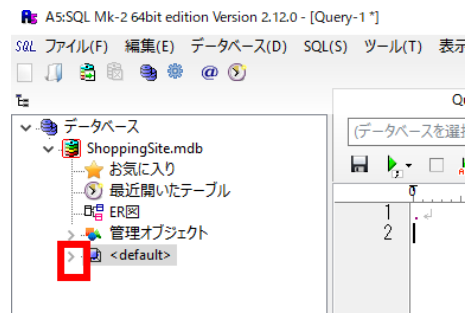 A5:SQL Mk-2 64bit edition Version 2.12.0 - [Query-1 *]
SQL ファイル(F) 編集(E) データベース(D) SQL(S) ツール(T) 表示
データベース
(データベースを選択
ShoppingSite.mdb
お気に入り
最近開いたテーブル
ER図
管理オブジェクト
<default>
1
2